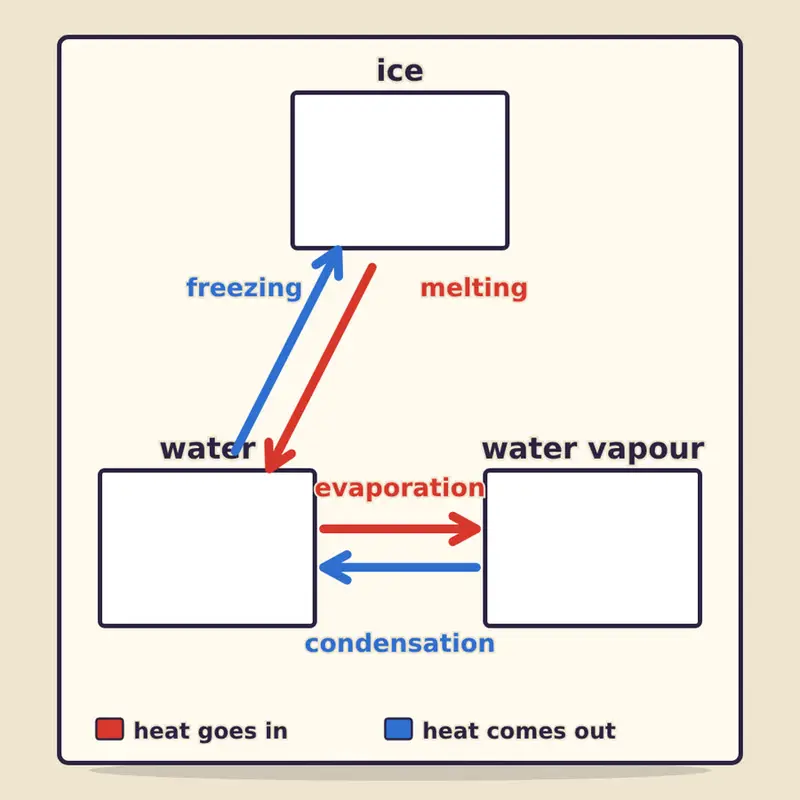 ice
freezing
melting
water
water vapour
evaporation
condensation
heat goes in
heat comes out